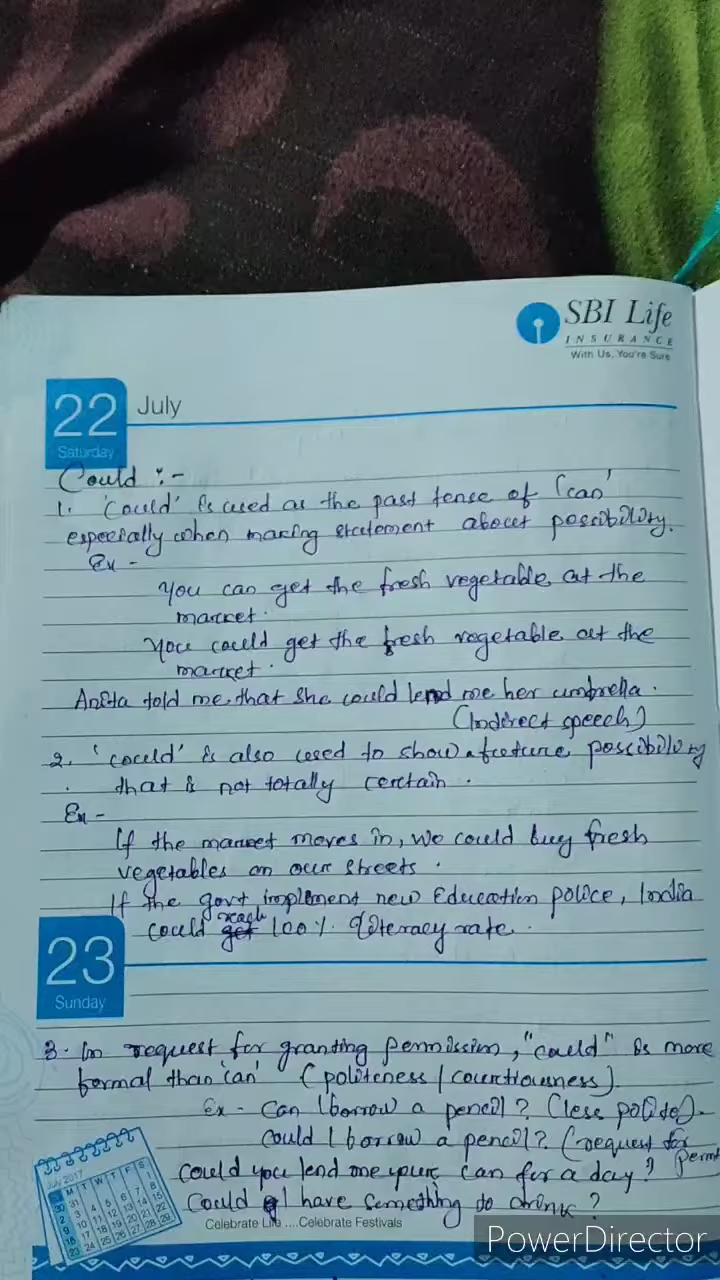 SBI Life
INSURANCE
With Us, You're Sure
22 July
Saturday
Could :-
1. 'Could' is used as the past tense of 'can'
especially when making statement about possibility.
Ex -
You can get the fresh vegetable at the
market.
You could get the fresh vegetable at the
market.
Anita told me that she could lend me her umbrella.
(Indirect speech)
2. 'could' is also used to show a future possibility
that is not totally certain.
Ex -
If the market moves in, we could buy fresh
vegetables on our streets.
If the govt implement new Education police, India
could reach 100% literacy rate.
23
Sunday
3. In request for granting permission, "could" is more
formal than 'can' (politeness/courtiousness).
Ex - Can I borrow a pencil? (less polite).
Could I borrow a pencil? (request for
permi
Could you lend me your can for a day?
Could I have something to drink?
July 2017
M T W T F S
Celebrate Life ....Celebrate Festivals
PowerDirector